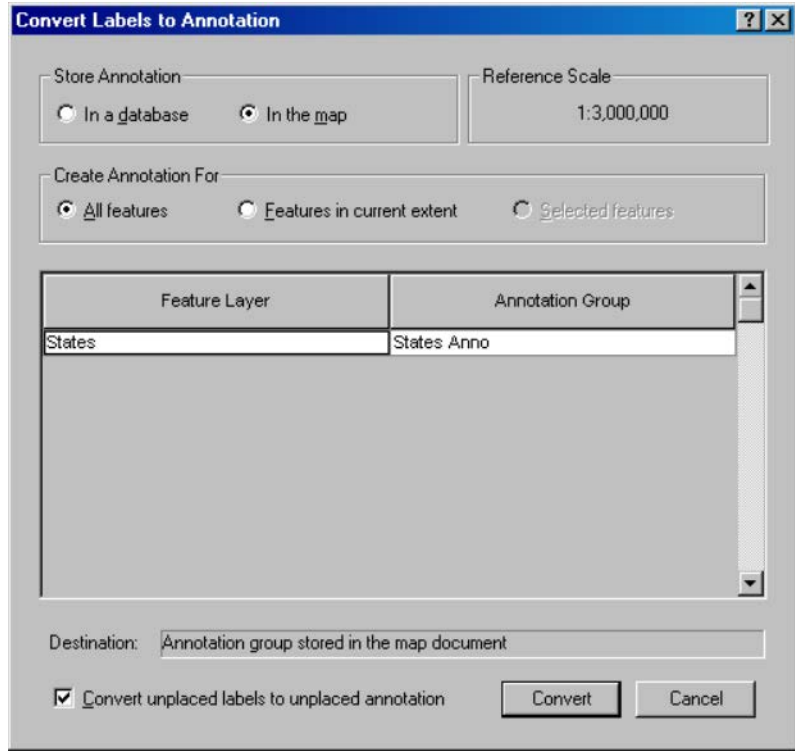 Convert Labels to Annotation
Store Annotation
In a database
In the map
Reference Scale
1:3,000,000
Create Annotation For
All features
Features in current extent
Selected features
Feature Layer
Annotation Group
States
States Anno
Destination:
Annotation group stored in the map document
Convert unplaced labels to unplaced annotation
Convert
Cancel